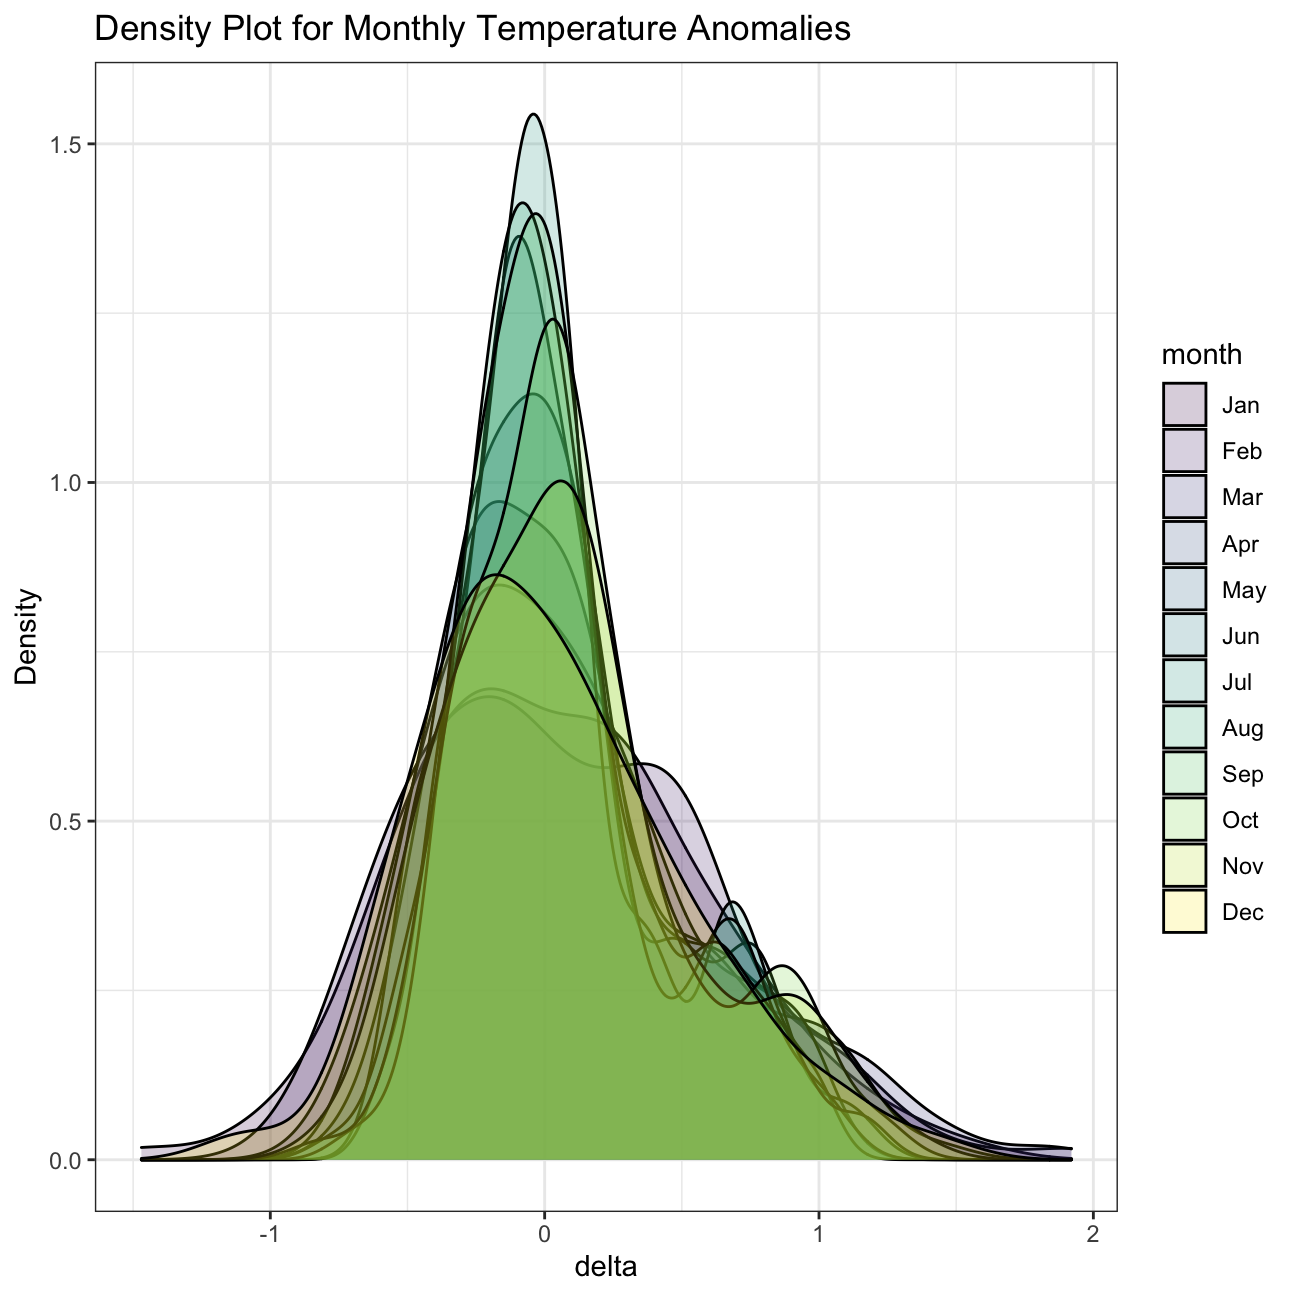 Density Plot for Monthly Temperature Anomalies
Density
1.5
1.0
0.5
0.0
-1 0 1 2
delta
month
Jan
Feb
Mar
Apr
May
Jun
Jul
Aug
Sep
Oct
Nov
Dec